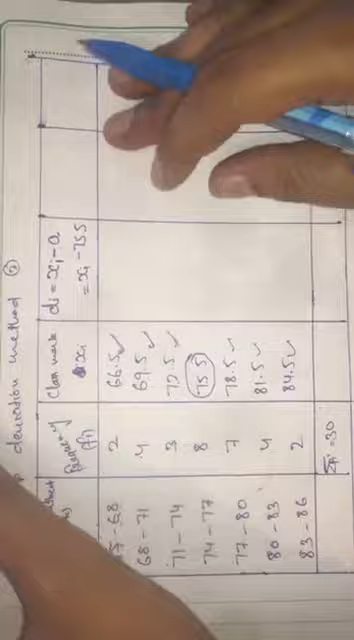 deviation method ②
Frequency (fi) Class mark xi di = xi - a = xi - 75.5
- 68 2 66.5 ✓
68 - 71 4 69.5 ✓
71 - 74 3 72.5 ✓
74 - 77 8 75.5
77 - 80 7 78.5 ✓
80 - 83 4 81.5 ✓
83 - 86 2 84.5 ✓
Σfi = 30